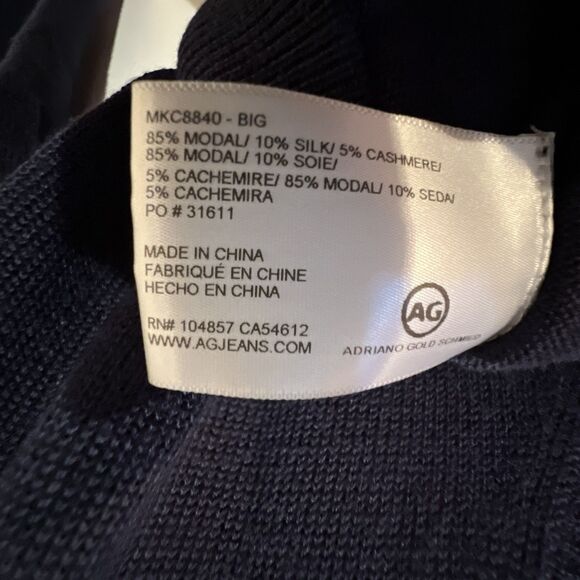 MKC8840 - BIG
85% MODAL/ 10% SILK/ 5% CASHMERE/
85% MODAL/ 10% SOIE/
5% CACHEMIRE/ 85% MODAL/ 10% SEDA/
5% CACHEMIRA
PO # 31611
MADE IN CHINA
FABRIQUÉ EN CHINE
HECHO EN CHINA
RN# 104857 CA54612
WWW.AGJEANS.COM
AG
ADRIANO GOLD SCHMIED